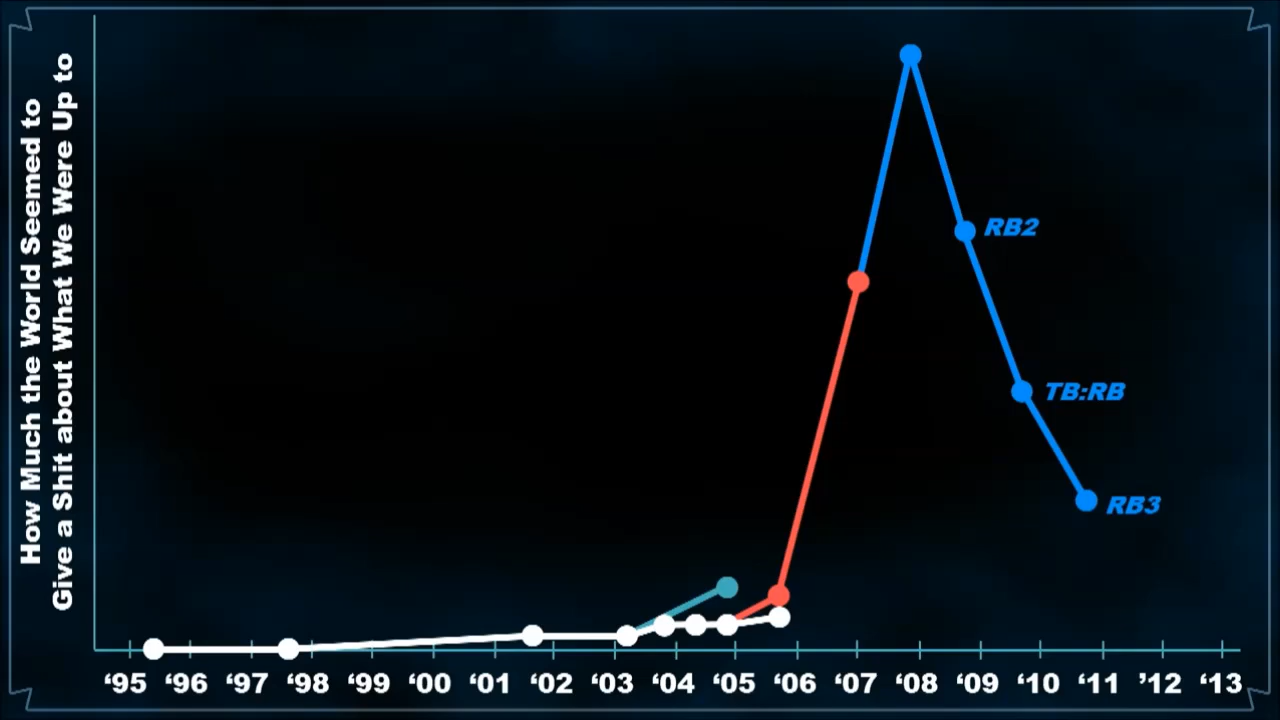 How Much the World Seemed to
Give a Shit about What We Were Up to
RB2
TB:RB
RB3
‘95 ‘96 ‘97 ‘98 ‘99 ‘00 ‘01 ‘02 ‘03 ‘04 ‘05 ‘06 ‘07 ‘08 ‘09 ‘10 ‘11 ’12 ‘13